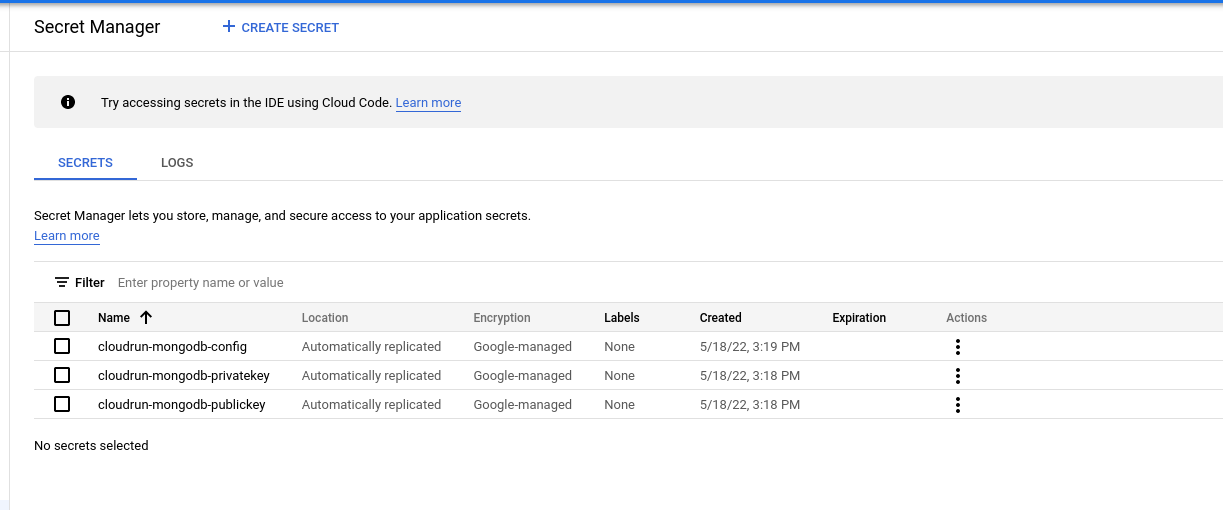 Secret Manager + CREATE SECRET
Try accessing secrets in the IDE using Cloud Code. Learn more
SECRETS LOGS
Secret Manager lets you store, manage, and secure access to your application secrets.
Learn more
Filter Enter property name or value
Name Location Encryption Labels Created Expiration Actions
cloudrun-mongodb-config Automatically replicated Google-managed None 5/18/22, 3:19 PM
cloudrun-mongodb-privatekey Automatically replicated Google-managed None 5/18/22, 3:18 PM
cloudrun-mongodb-publickey Automatically replicated Google-managed None 5/18/22, 3:18 PM
No secrets selected